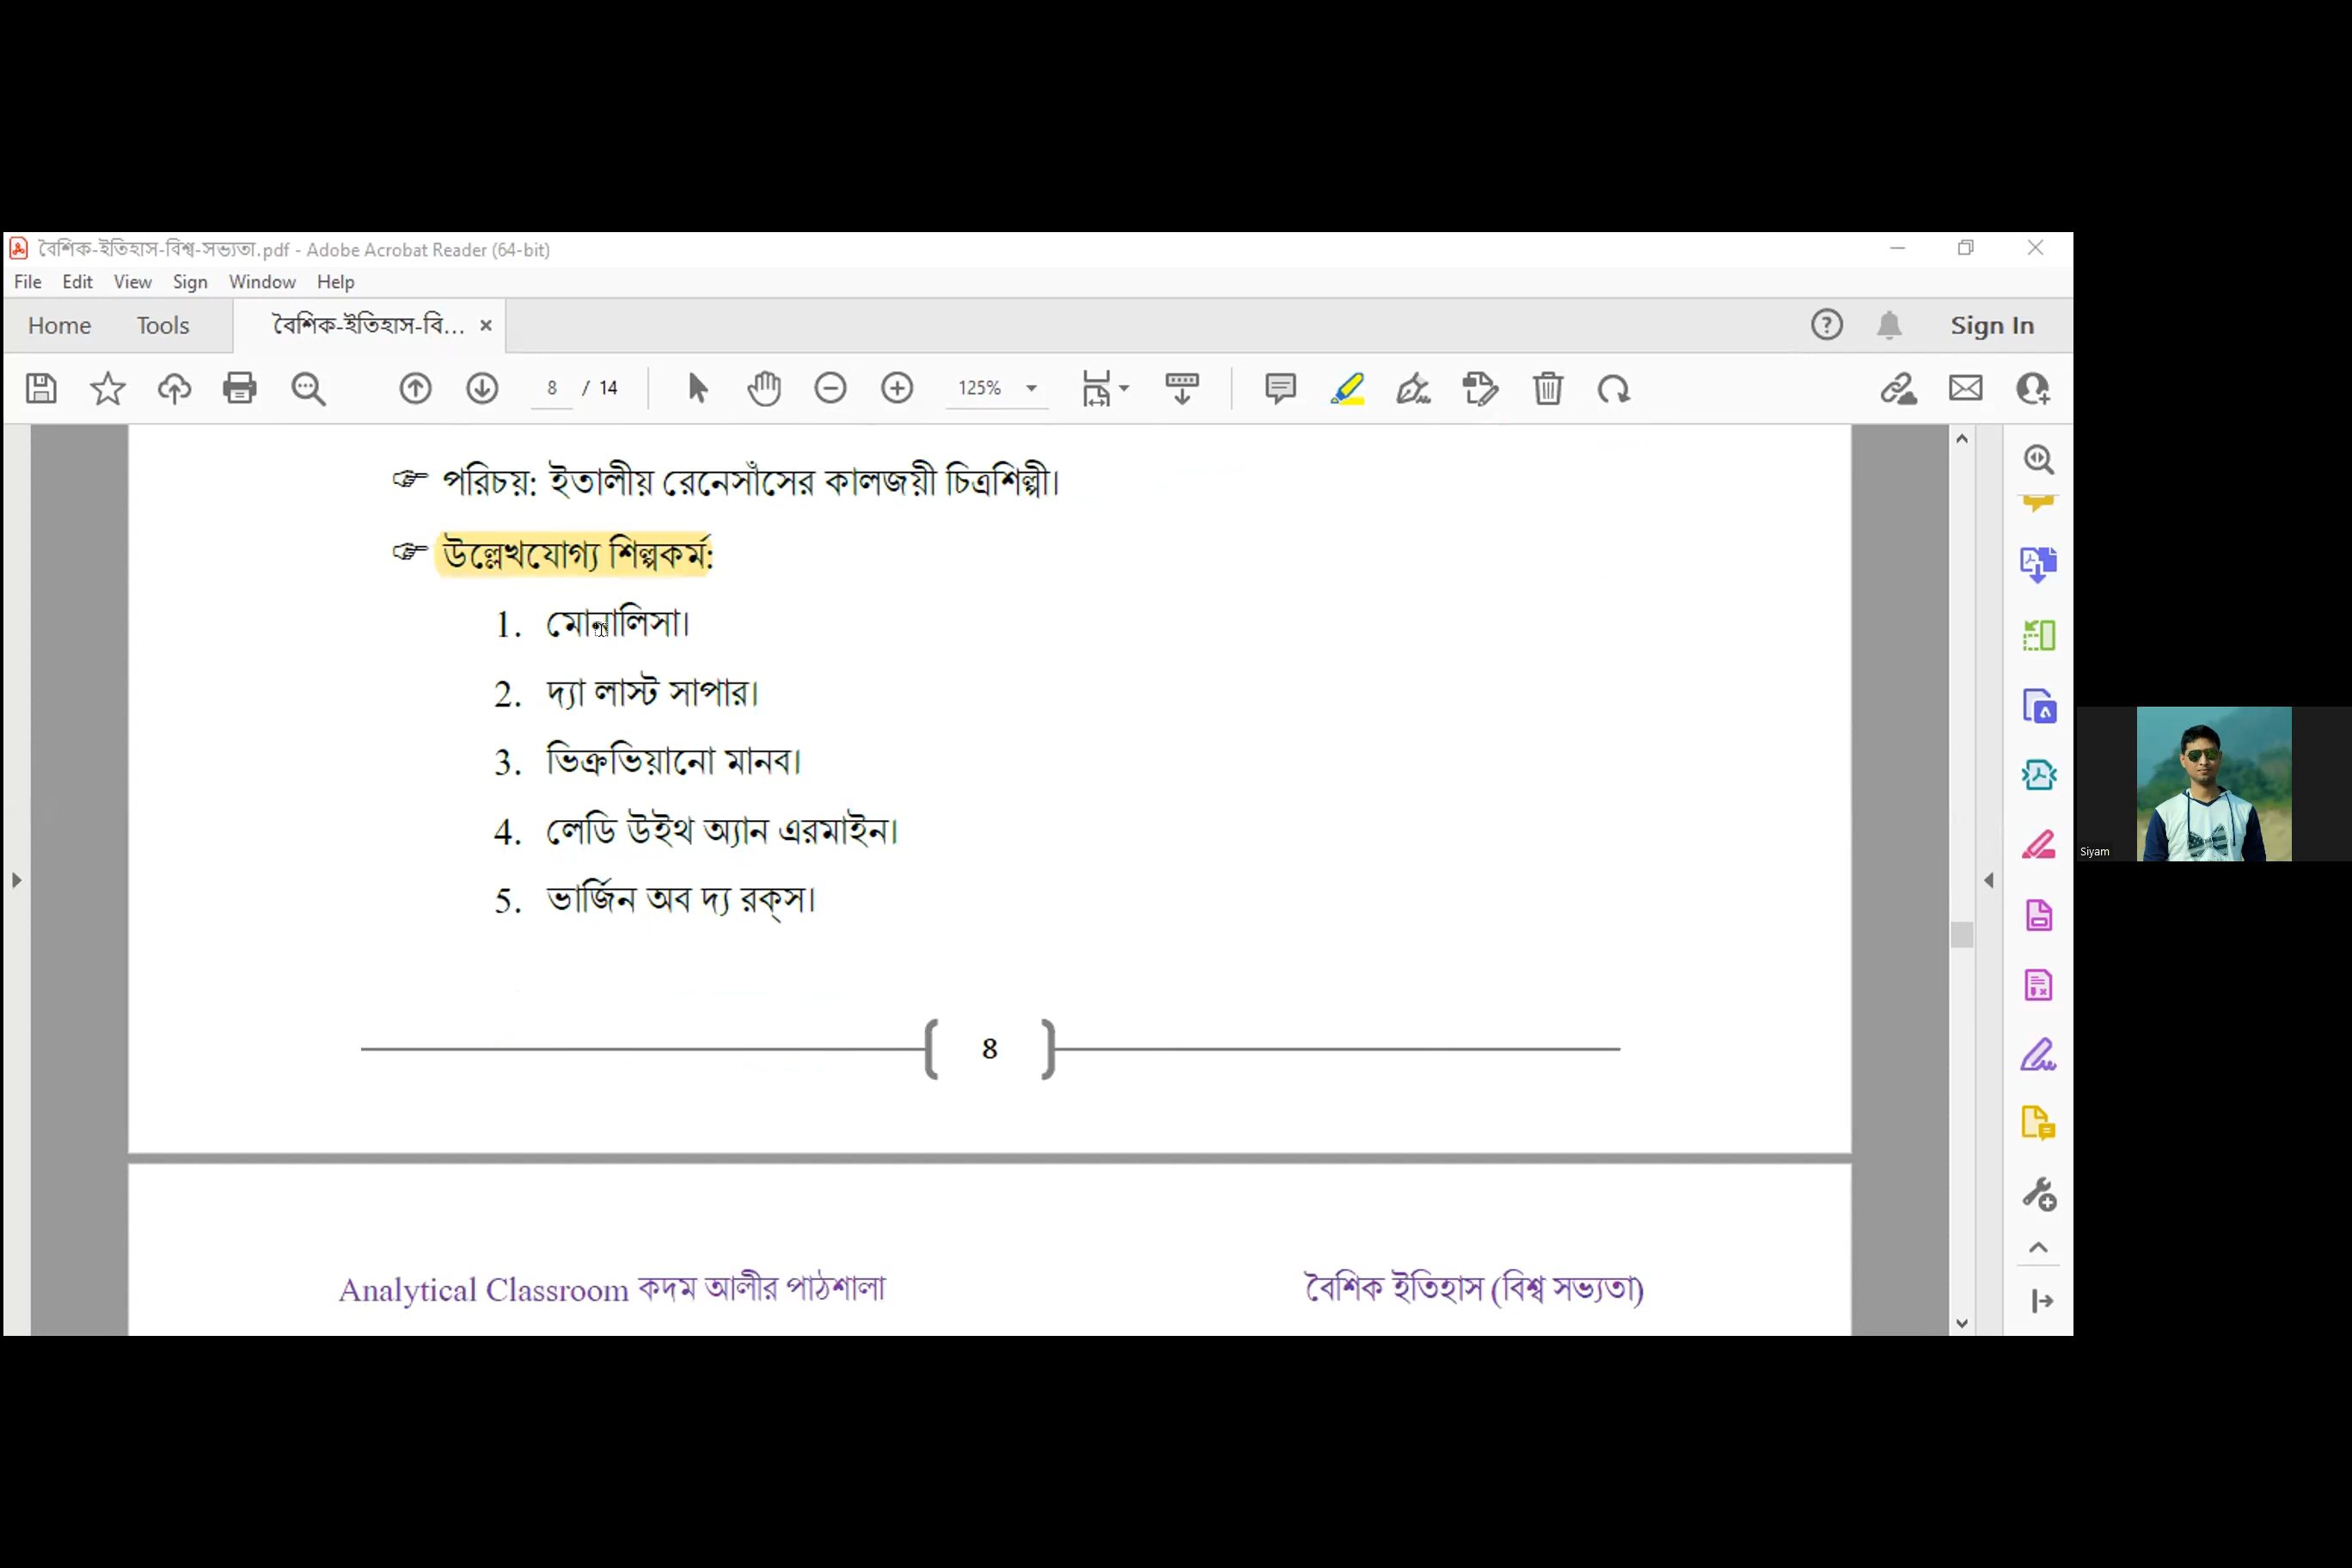 বৈশিক-ইতিহাস-বিশ্ব-সভ্যতা.pdf - Adobe Acrobat Reader (64-bit)
File Edit View Sign Window Help
Home Tools বৈশিক-ইতিহাস-বি... × Sign In
8 / 14 125%
পরিচয়: ইতালীয় রেনেসাঁসের কালজয়ী চিত্রশিল্পী।
উল্লেখযোগ্য শিল্পকর্ম:
1. মোনালিসা।
2. দ্যা লাস্ট সাপার।
3. ভিক্রভিয়ানো মানব।
4. লেডি উইথ অ্যান এরমাইন।
5. ভার্জিন অব দ্য রক্‌স।
8
Analytical Classroom কদম আলীর পাঠশালা বৈশিক ইতিহাস (বিশ্ব সভ্যতা)
Siyam